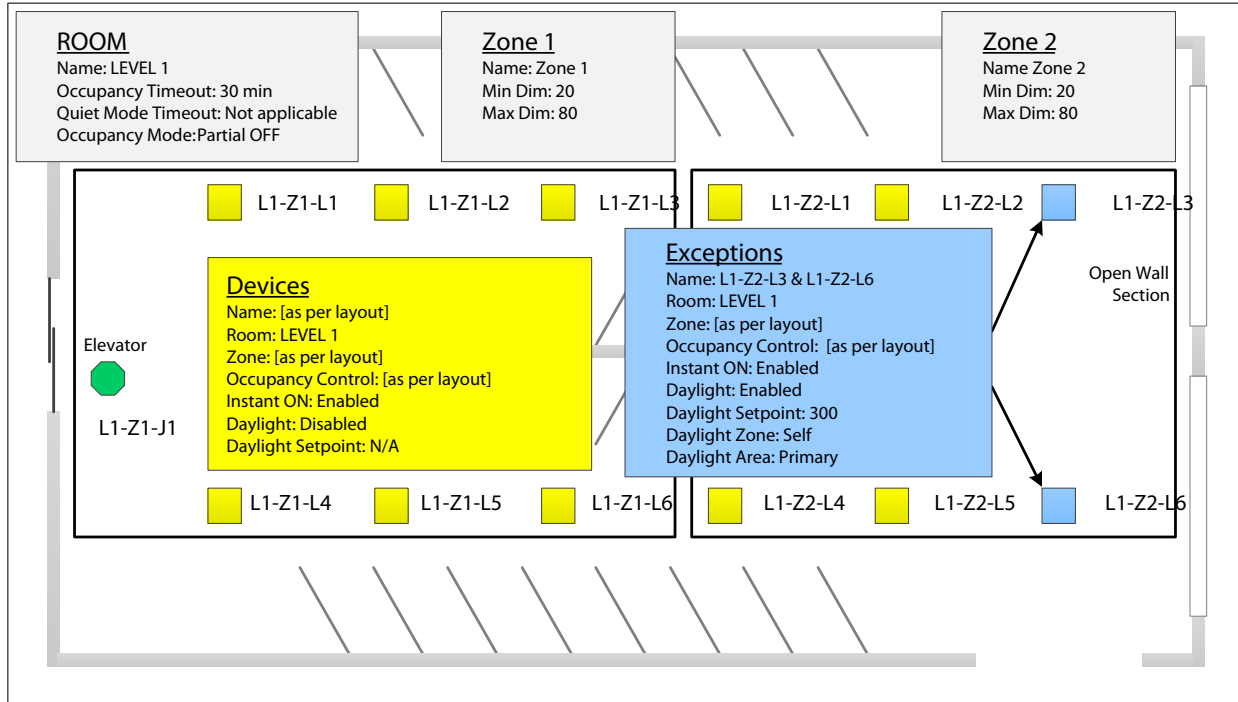 ROOM
Name: LEVEL 1
Occupancy Timeout: 30 min
Quiet Mode Timeout: Not applicable
Occupancy Mode:Partial OFF
Zone 1
Name: Zone 1
Min Dim: 20
Max Dim: 80
Zone 2
Name Zone 2
Min Dim: 20
Max Dim: 80
L1-Z1-L1
L1-Z1-L2
L1-Z1-L3
L1-Z2-L1
L1-Z2-L2
L1-Z2-L3
Elevator
L1-Z1-J1
Devices
Name: [as per layout]
Room: LEVEL 1
Zone: [as per layout]
Occupancy Control: [as per layout]
Instant ON: Enabled
Daylight: Disabled
Daylight Setpoint: N/A
Exceptions
Name: L1-Z2-L3 & L1-Z2-L6
Room: LEVEL 1
Zone: [as per layout]
Occupancy Control: [as per layout]
Instant ON: Enabled
Daylight: Enabled
Daylight Setpoint: 300
Daylight Zone: Self
Daylight Area: Primary
Open Wall
Section
L1-Z1-L4
L1-Z1-L5
L1-Z1-L6
L1-Z2-L4
L1-Z2-L5
L1-Z2-L6